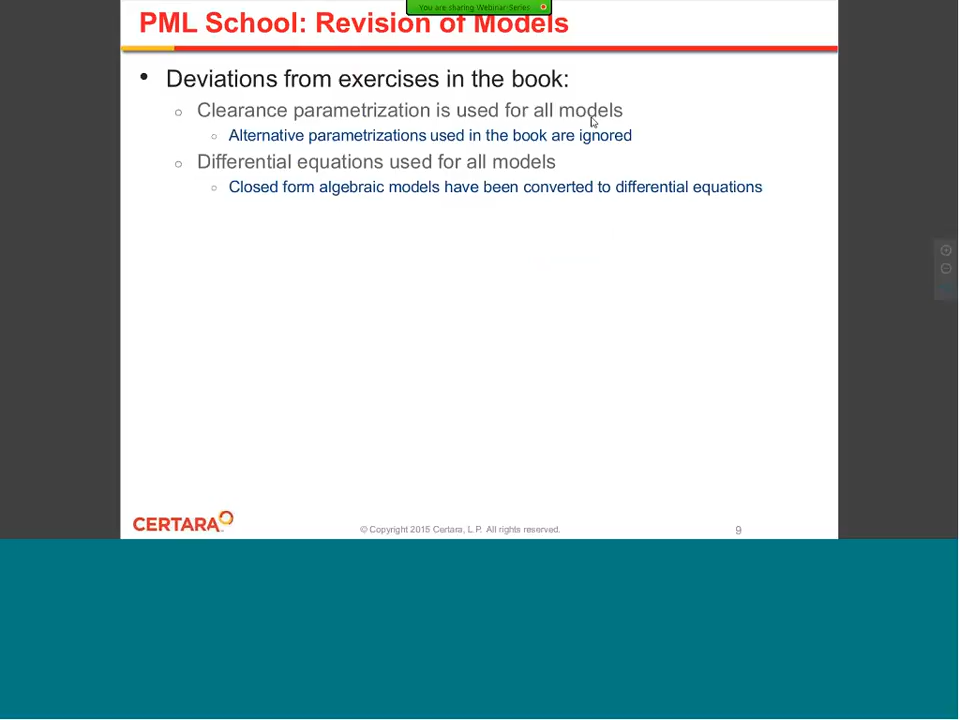 You are sharing Webinar Series
PML School: Revision of Models
• Deviations from exercises in the book:
○ Clearance parametrization is used for all models
○ Alternative parametrizations used in the book are ignored
○ Differential equations used for all models
○ Closed form algebraic models have been converted to differential equations
CERTARA
© Copyright 2015 Certara, L.P. All rights reserved.
9